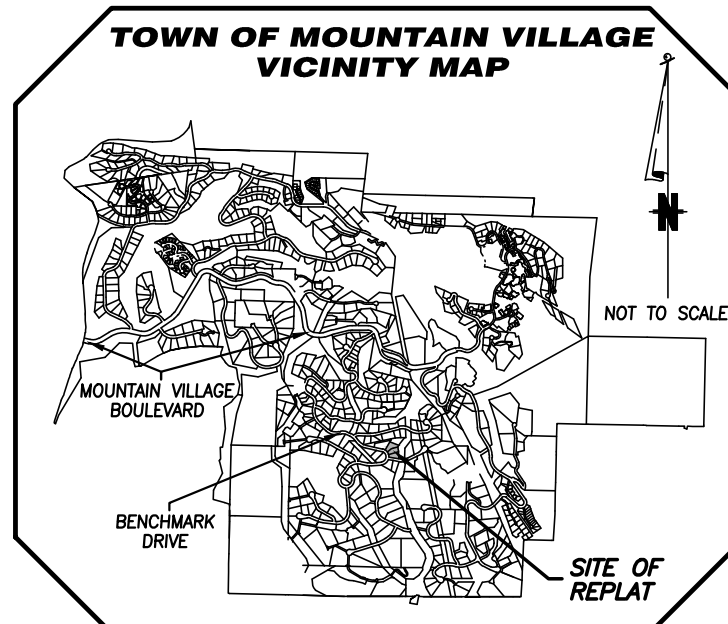 TOWN OF MOUNTAIN VILLAGE
VICINITY MAP
N
NOT TO SCALE
MOUNTAIN VILLAGE
BOULEVARD
BENCHMARK
DRIVE
SITE OF
REPLAT